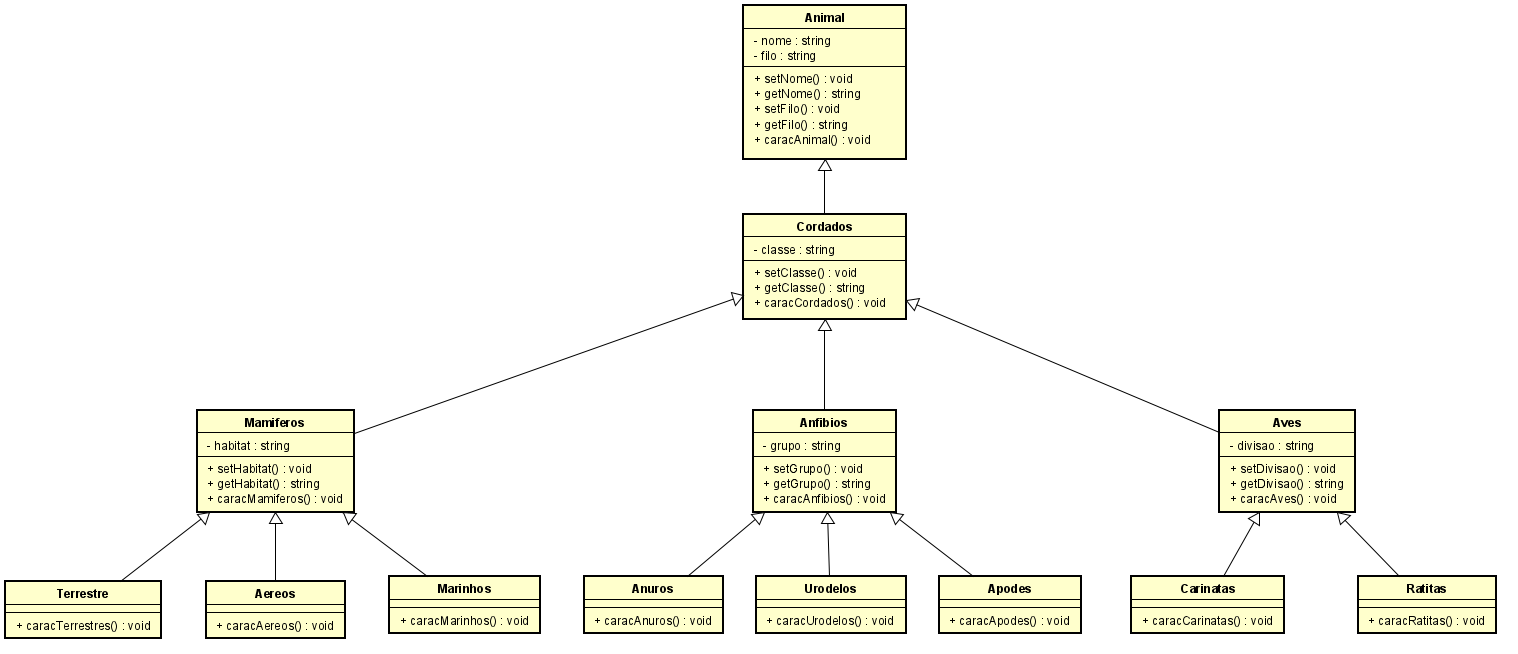 Animal
- nome : string
- filo : string
+ setNome() : void
+ getNome() : string
+ setFilo() : void
+ getFilo() : string
+ caracAnimal() : void
Cordados
- classe : string
+ setClasse() : void
+ getClasse() : string
+ caracCordados() : void
Mamiferos
- habitat : string
+ setHabitat() : void
+ getHabitat() : string
+ caracMamiferos() : void
Anfibios
- grupo : string
+ setGrupo() : void
+ getGrupo() : string
+ caracAnfibios() : void
Aves
- divisao : string
+ setDivisao() : void
+ getDivisao() : string
+ caracAves() : void
Terrestre
+ caracTerrestres() : void
Aereos
+ caracAereos() : void
Marinhos
+ caracMarinhos() : void
Anuros
+ caracAnuros() : void
Urodelos
+ caracUrodelos() : void
Apodes
+ caracApodes() : void
Carinatas
+ caracCarinatas() : void
Ratitas
+ caracRatitas() : void